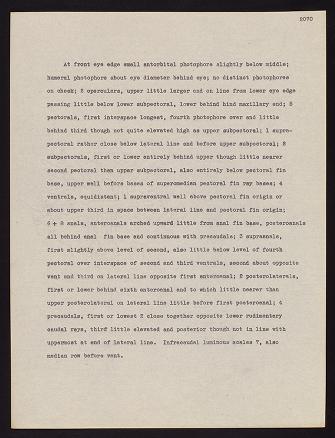 2070
At front eye edge small antorbital photophore slightly below middle;
humeral photophore about eye diameter behind eye; no distinct photophores
on cheek; 2 operculars, upper little larger and on line from lower eye edge
passing little below lower subpectoral, lower behind hind maxillary end; 5
pectorals, first interspace longest, fourth photophore over and little
behind third though not quite elevated high as upper subpectoral; 1 supra-
pectoral rather close below lateral line and before upper subpectoral; 2
subpectorals, first or lower entirely behind upper though little nearer
second pectoral than upper subpectoral, also entirely below pectoral fin
base, upper well before bases of supramedian pectoral fin ray bases; 4
ventrals, equidistant; 1 supraventral well above pectoral fin origin or
about upper third in space between lateral line and pectoral fin origin;
6 + 8 anals, anteroanals arched upward little from anal fin base, posteroanals
all behind anal fin base and continuous with precaudals; 3 supraanals,
first slightly above level of second, also little below level of fourth
pectoral over interspace of second and third ventrals, second about opposite
vent and third on lateral line opposite first anteroanal; 2 posterolaterals,
first or lower behind sixth anteroanal and to which little nearer than
upper posterolateral on lateral line little before first posteroanal; 4
precaudals, first or lowest 2 close together opposite lower rudimentary
caudal rays, third little elevated and posterior though not in line with
uppermost at end of lateral line. Infracaudal luminous scales 7, also
median row before vent.